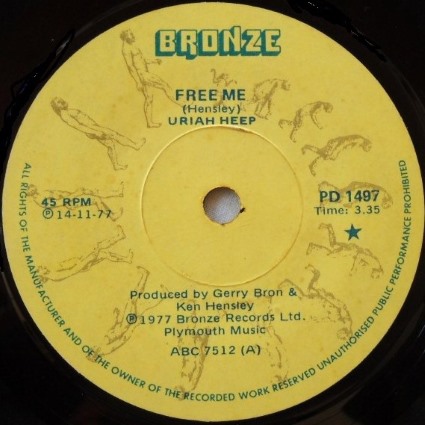 BRONZE
FREE ME
(Hensley)
URIAH HEEP
45 RPM
Ⓟ14-11-77
PD 1497
Time: 3.35
Produced by Gerry Bron &
Ken Hensley
Ⓟ1977 Bronze Records Ltd.
Plymouth Music
ABC 7512 (A)
ALL RIGHTS OF THE MANUFACTURER AND OF THE OWNER OF THE RECORDED WORK RESERVED UNAUTHORISED PUBLIC PERFORMANCE PROHIBITED